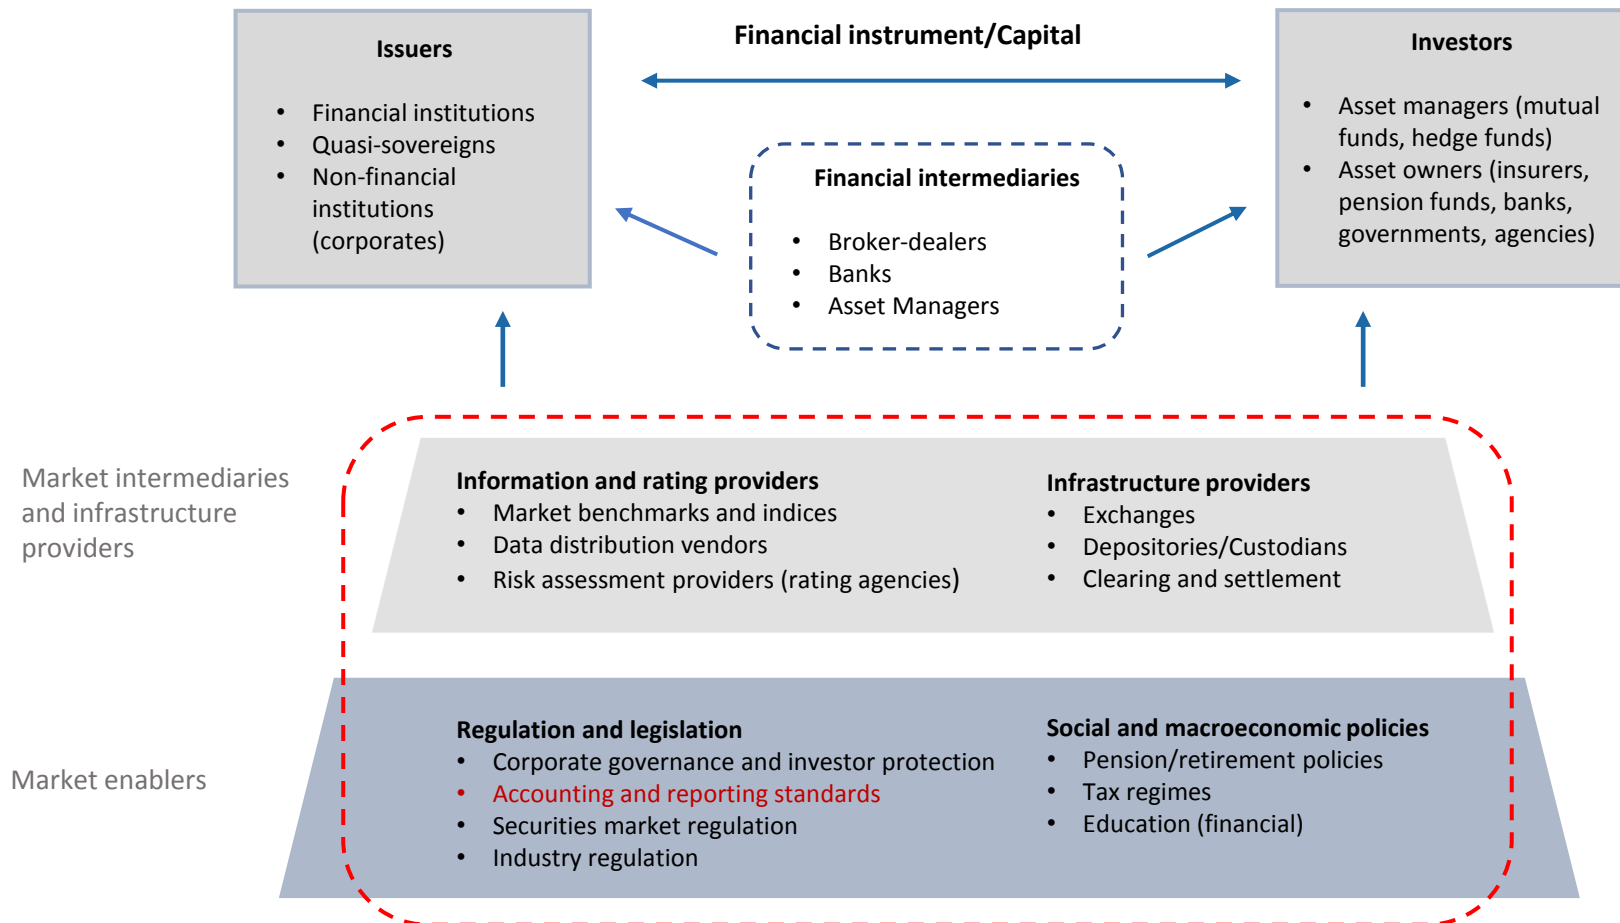 Issuers
• Financial institutions
• Quasi-sovereigns
• Non-financial
institutions
(corporates)
Financial instrument/Capital
Investors
• Asset managers (mutual
funds, hedge funds)
• Asset owners (insurers,
pension funds, banks,
governments, agencies)
Financial intermediaries
• Broker-dealers
• Banks
• Asset Managers
Market intermediaries
and infrastructure
providers
Information and rating providers
• Market benchmarks and indices
• Data distribution vendors
• Risk assessment providers (rating agencies)
Infrastructure providers
• Exchanges
• Depositories/Custodians
• Clearing and settlement
Market enablers
Regulation and legislation
• Corporate governance and investor protection
• Accounting and reporting standards
• Securities market regulation
• Industry regulation
Social and macroeconomic policies
• Pension/retirement policies
• Tax regimes
• Education (financial)